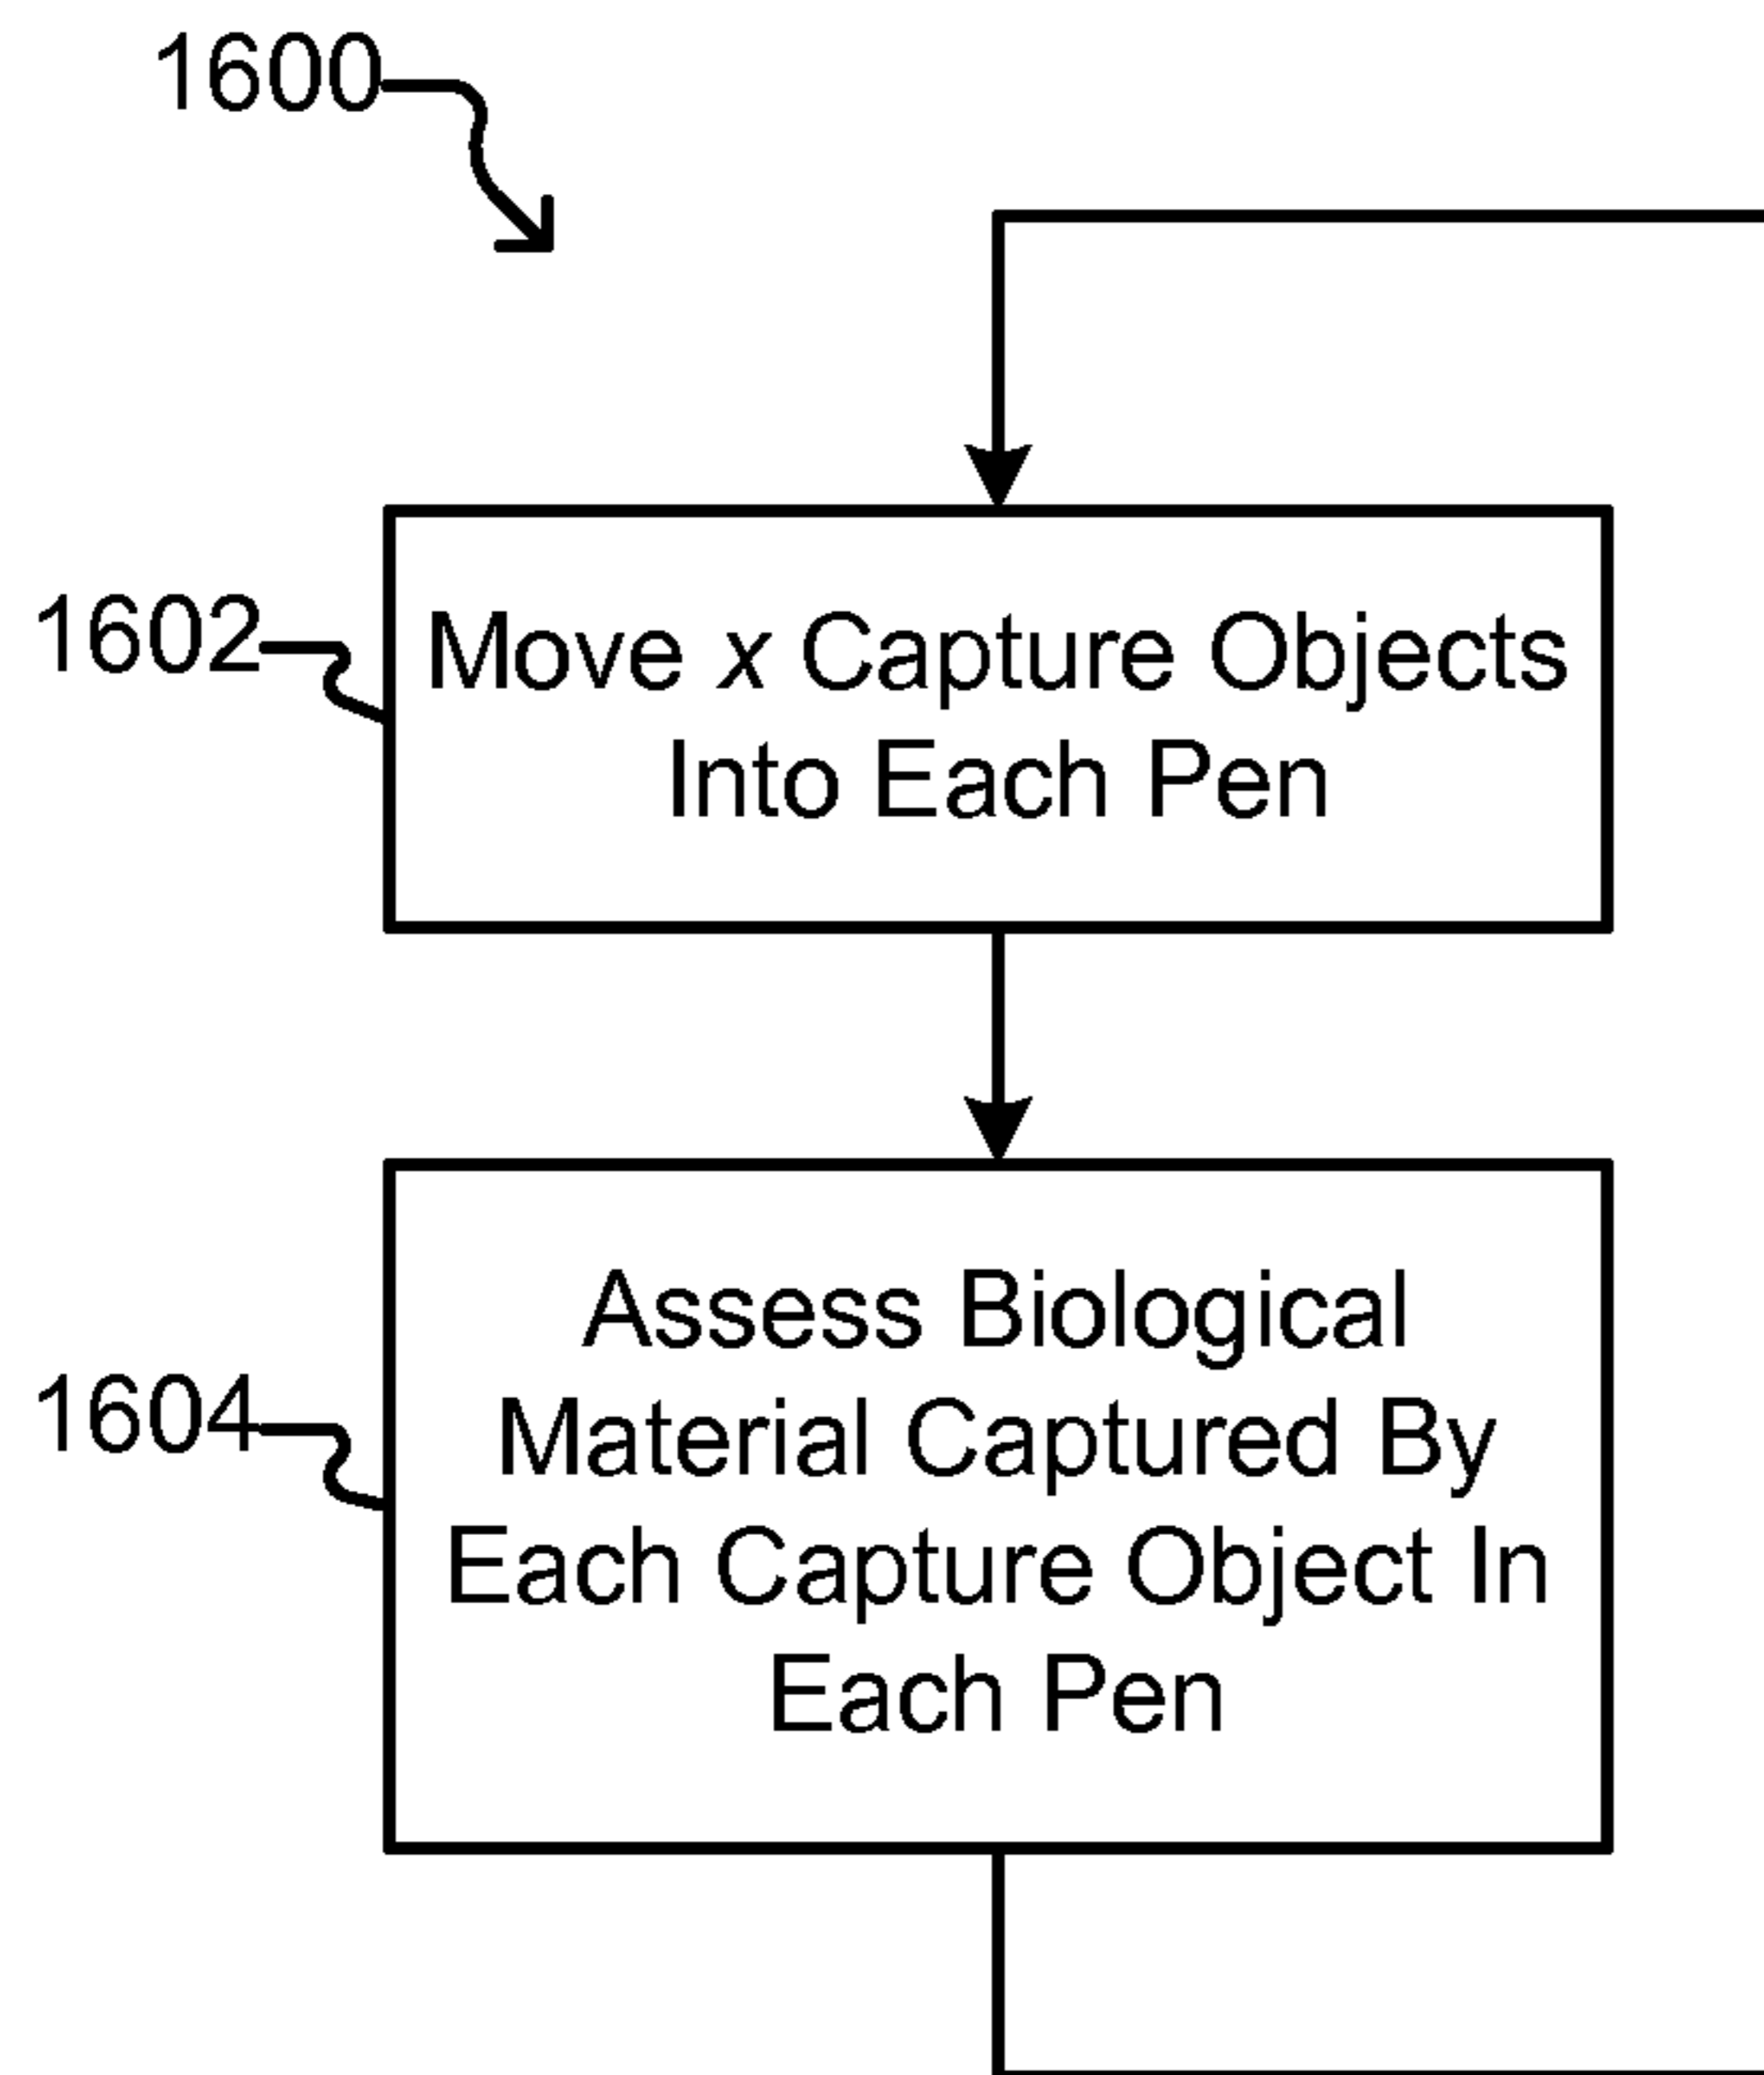 1600
1602
Move x Capture Objects
Into Each Pen
1604
Assess Biological
Material Captured By
Each Capture Object In
Each Pen